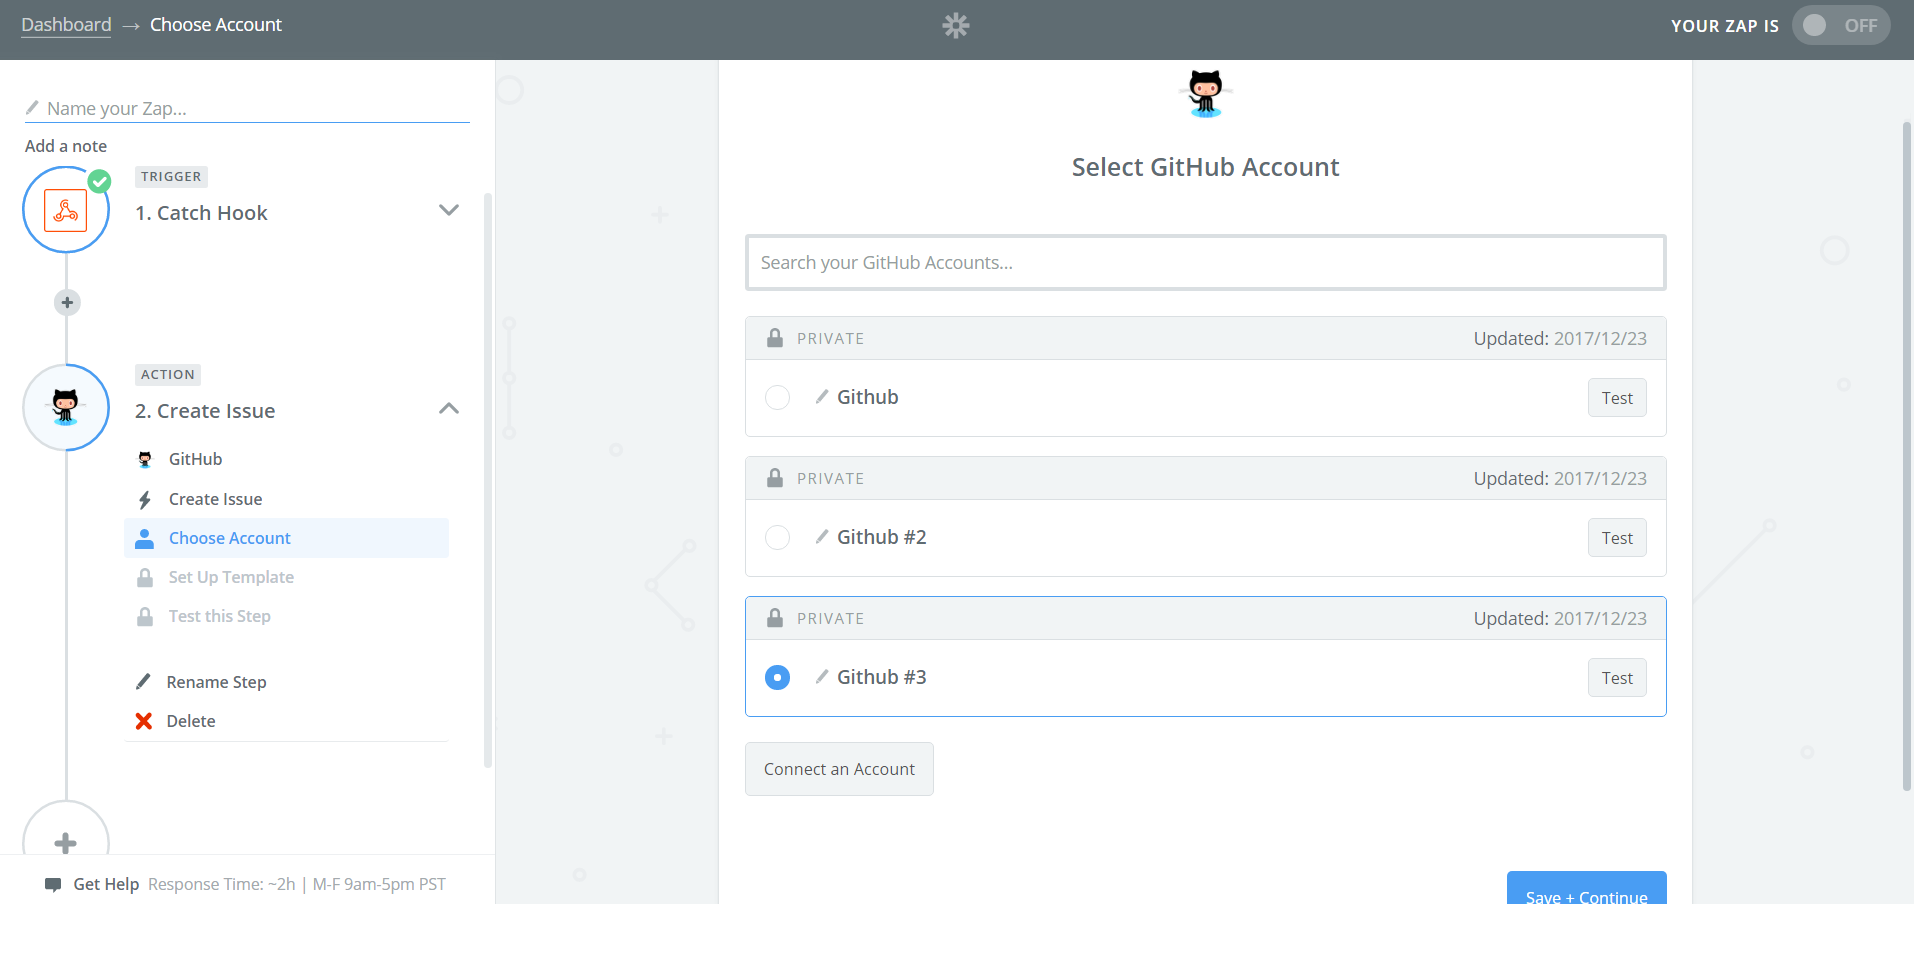 Dashboard → Choose Account
YOUR ZAP IS OFF
Name your Zap...
Add a note
TRIGGER
1. Catch Hook
ACTION
2. Create Issue
GitHub
Create Issue
Choose Account
Set Up Template
Test this Step
Rename Step
Delete
Get Help Response Time: ~2h | M-F 9am-5pm PST
Select GitHub Account
Search your GitHub Accounts...
PRIVATE Updated: 2017/12/23
Github Test
PRIVATE Updated: 2017/12/23
Github #2 Test
PRIVATE Updated: 2017/12/23
Github #3 Test
Connect an Account
Save + Continue